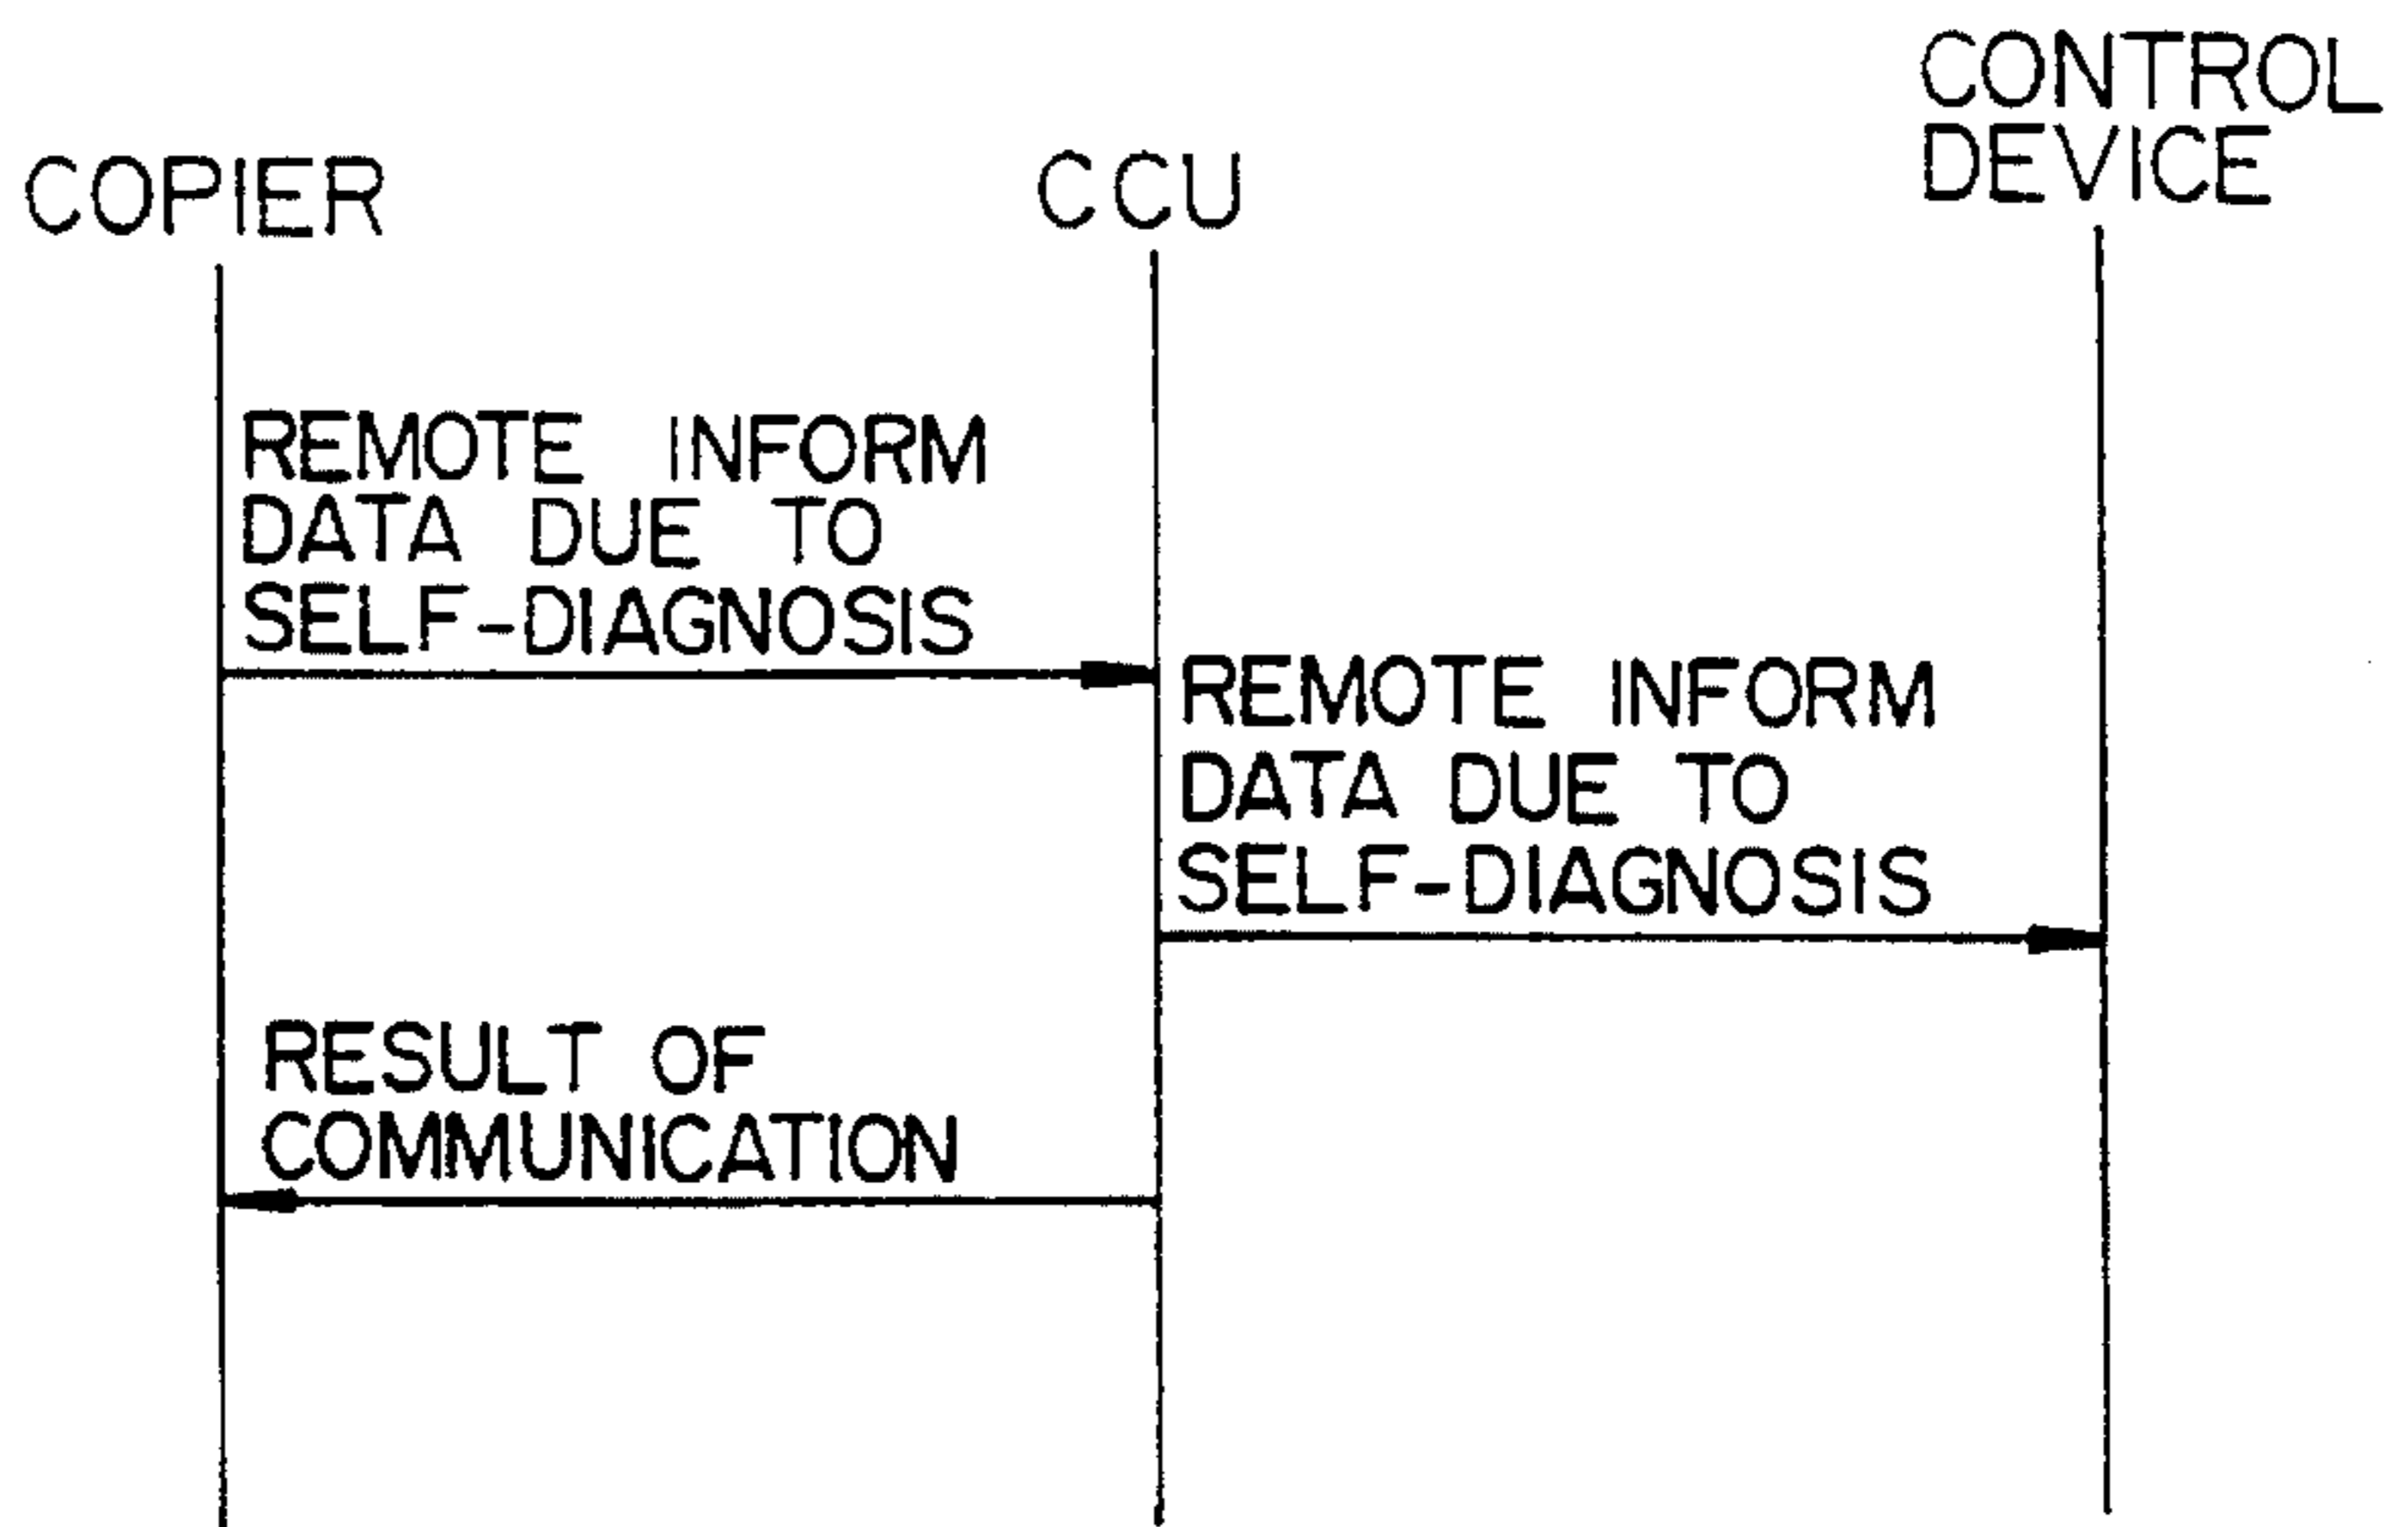 COPIER
CCU
CONTROL
DEVICE
REMOTE INFORM
DATA DUE TO
SELF-DIAGNOSIS
REMOTE INFORM
DATA DUE TO
SELF-DIAGNOSIS
RESULT OF
COMMUNICATION